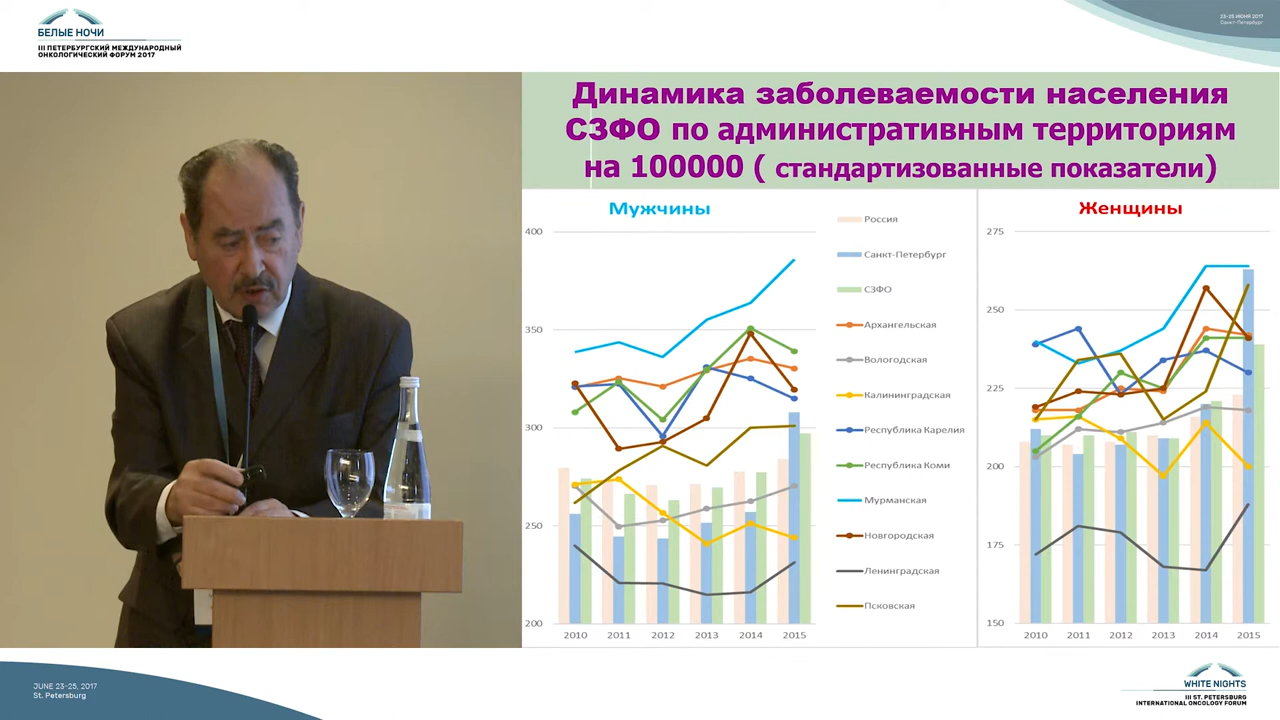 БЕЛЫЕ НОЧИ
III ПЕТЕРБУРГСКИЙ МЕЖДУНАРОДНЫЙ
ОНКОЛОГИЧЕСКИЙ ФОРУМ 2017
23-25 ИЮНЯ 2017
Санкт-Петербург
Динамика заболеваемости населения
СЗФО по административным территориям
на 100000 ( стандартизованные показатели)
Мужчины
400
350
300
250
200
2010 2011 2012 2013 2014 2015
Россия
Санкт-Петербург
СЗФО
Архангельская
Вологодская
Калининградская
Республика Карелия
Республика Коми
Мурманская
Новгородская
Ленинградская
Псковская
Женщины
275
250
225
200
175
150
2010 2011 2012 2013 2014 2015
JUNE 23-25, 2017
St. Petersburg
WHITE NIGHTS
III ST. PETERSBURG
INTERNATIONAL ONCOLOGY FORUM